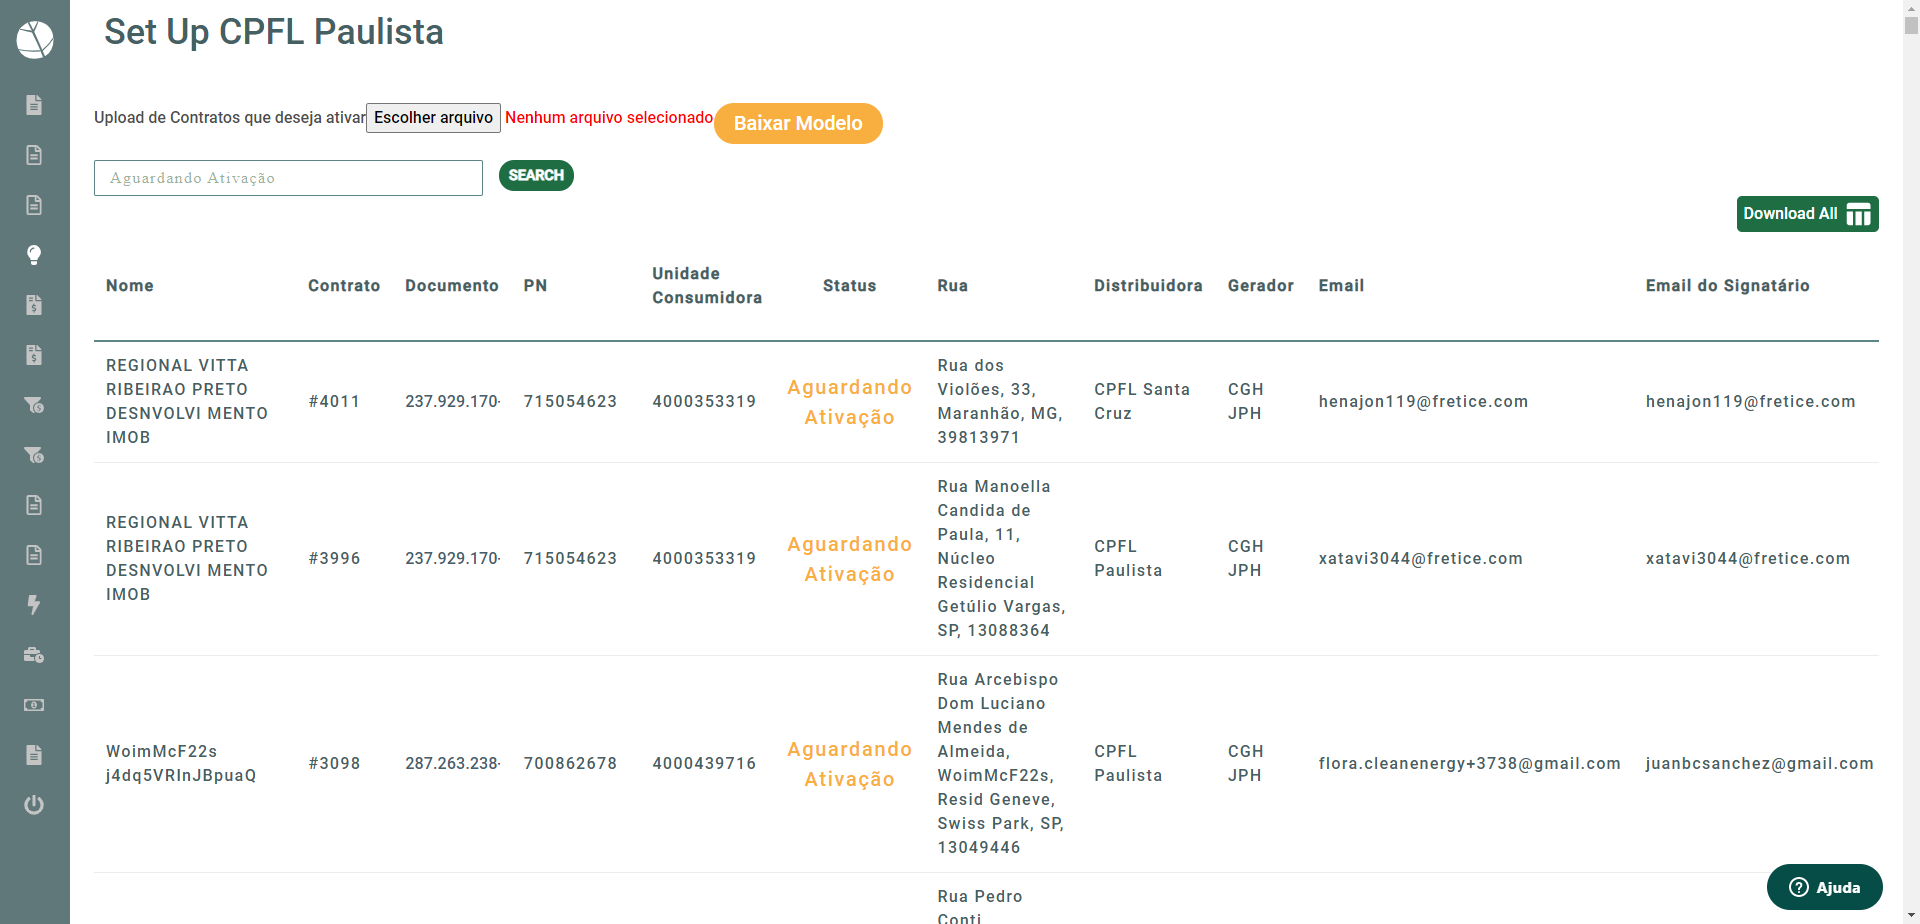 Set Up CPFL Paulista
Upload de Contratos que deseja ativar Escolher arquivo Nenhum arquivo selecionado Baixar Modelo
Aguardando Ativação SEARCH
Download All
Nome Contrato Documento PN Unidade Consumidora Status Rua Distribuidora Gerador Email Email do Signatário
REGIONAL VITTA
RIBEIRAO PRETO
DESNVOLVI MENTO
IMOB
#4011
237.929.170-
715054623
4000353319
Aguardando
Ativação
Rua dos
Violões, 33,
Maranhão, MG,
39813971
CPFL Santa
Cruz
CGH
JPH
henajon119@fretice.com
henajon119@fretice.com
REGIONAL VITTA
RIBEIRAO PRETO
DESNVOLVI MENTO
IMOB
#3996
237.929.170-
715054623
4000353319
Aguardando
Ativação
Rua Manoella
Candida de
Paula, 11,
Núcleo
Residencial
Getúlio Vargas,
SP, 13088364
CPFL
Paulista
CGH
JPH
xatavi3044@fretice.com
xatavi3044@fretice.com
WoimMcF22s
j4dq5VRInJBpuaQ
#3098
287.263.238-
700862678
4000439716
Aguardando
Ativação
Rua Arcebispo
Dom Luciano
Mendes de
Almeida,
WoimMcF22s,
Resid Geneve,
Swiss Park, SP,
13049446
CPFL
Paulista
CGH
JPH
flora.cleanenergy+3738@gmail.com
juanbcsanchez@gmail.com
Rua Pedro
Conti
Ajuda